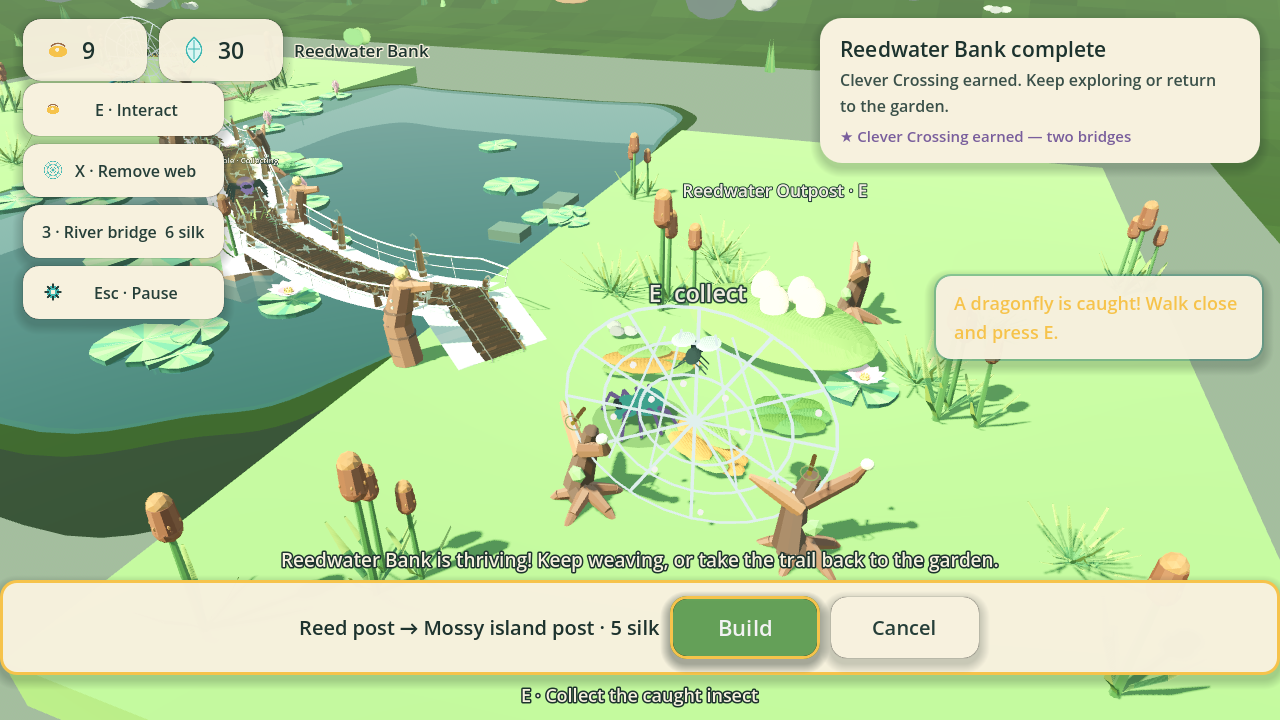 9
30
Reedwater Bank
E · Interact
X · Remove web
3 · River bridge 6 silk
Esc · Pause
Reedwater Bank complete
Clever Crossing earned. Keep exploring or return
to the garden.
★ Clever Crossing earned — two bridges
Reedwater Outpost · E
E collect
A dragonfly is caught! Walk close
and press E.
Reedwater Bank is thriving! Keep weaving, or take the trail back to the garden.
Reed post → Mossy island post · 5 silk
Build
Cancel
E · Collect the caught insect